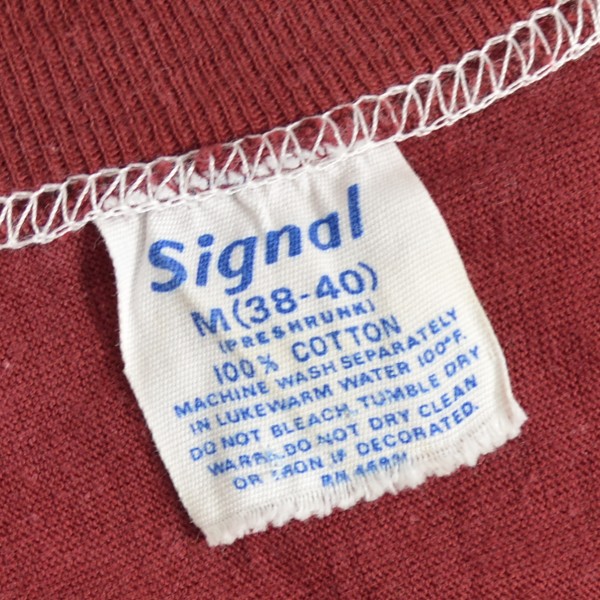 Signal
M(38-40)
(PRESHRUNK)
100% COTTON
MACHINE WASH SEPARATELY
IN LUKEWARM WATER 100°F.
DO NOT BLEACH, TUMBLE DRY
WARM. DO NOT DRY CLEAN
OR IRON IF DECORATED.
RN